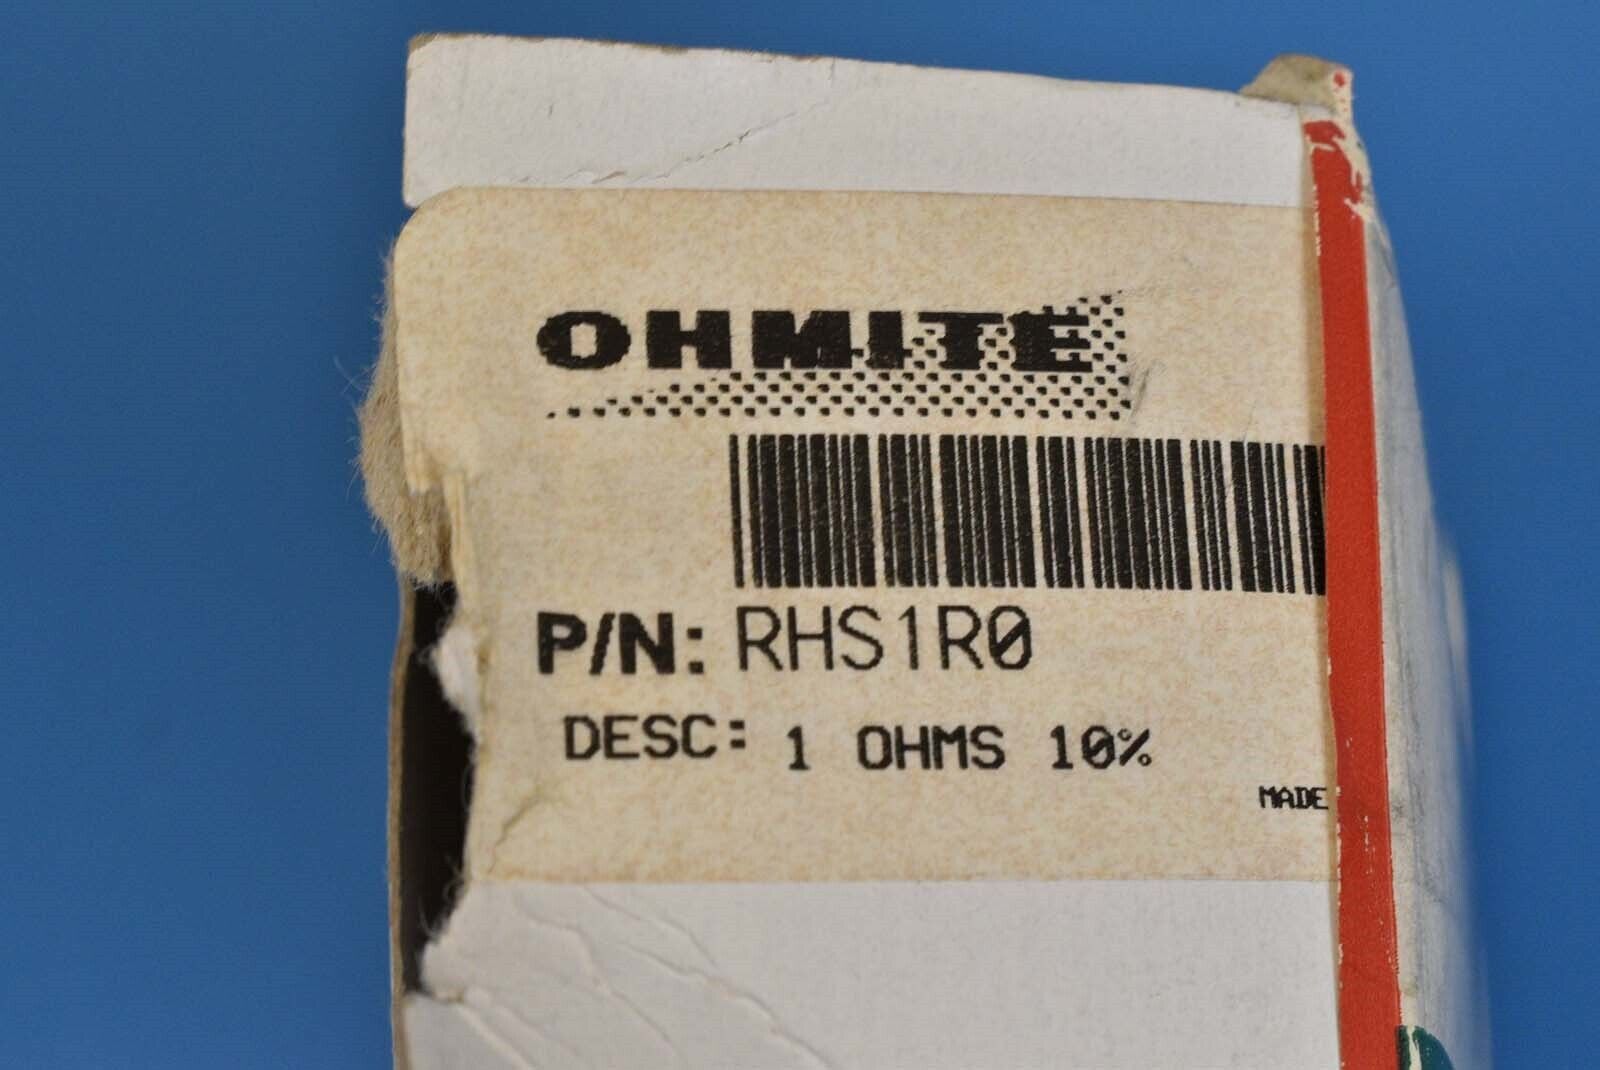 OHMITE
P/N: RHS1R0
DESC: 1 OHMS 10%
MADE